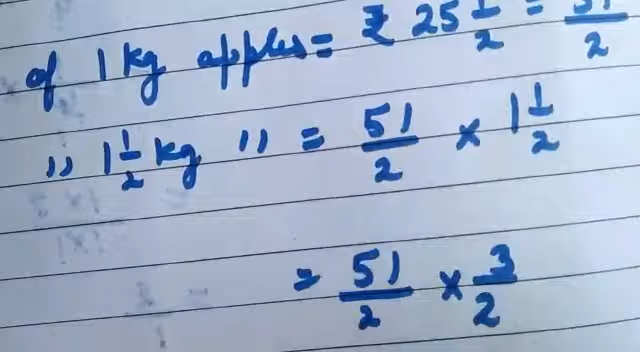 of 1 kg apples = ₹ 25 1/2 = 51/2
" 1 1/2 kg " = 51/2 × 1 1/2
= 51/2 × 3/2